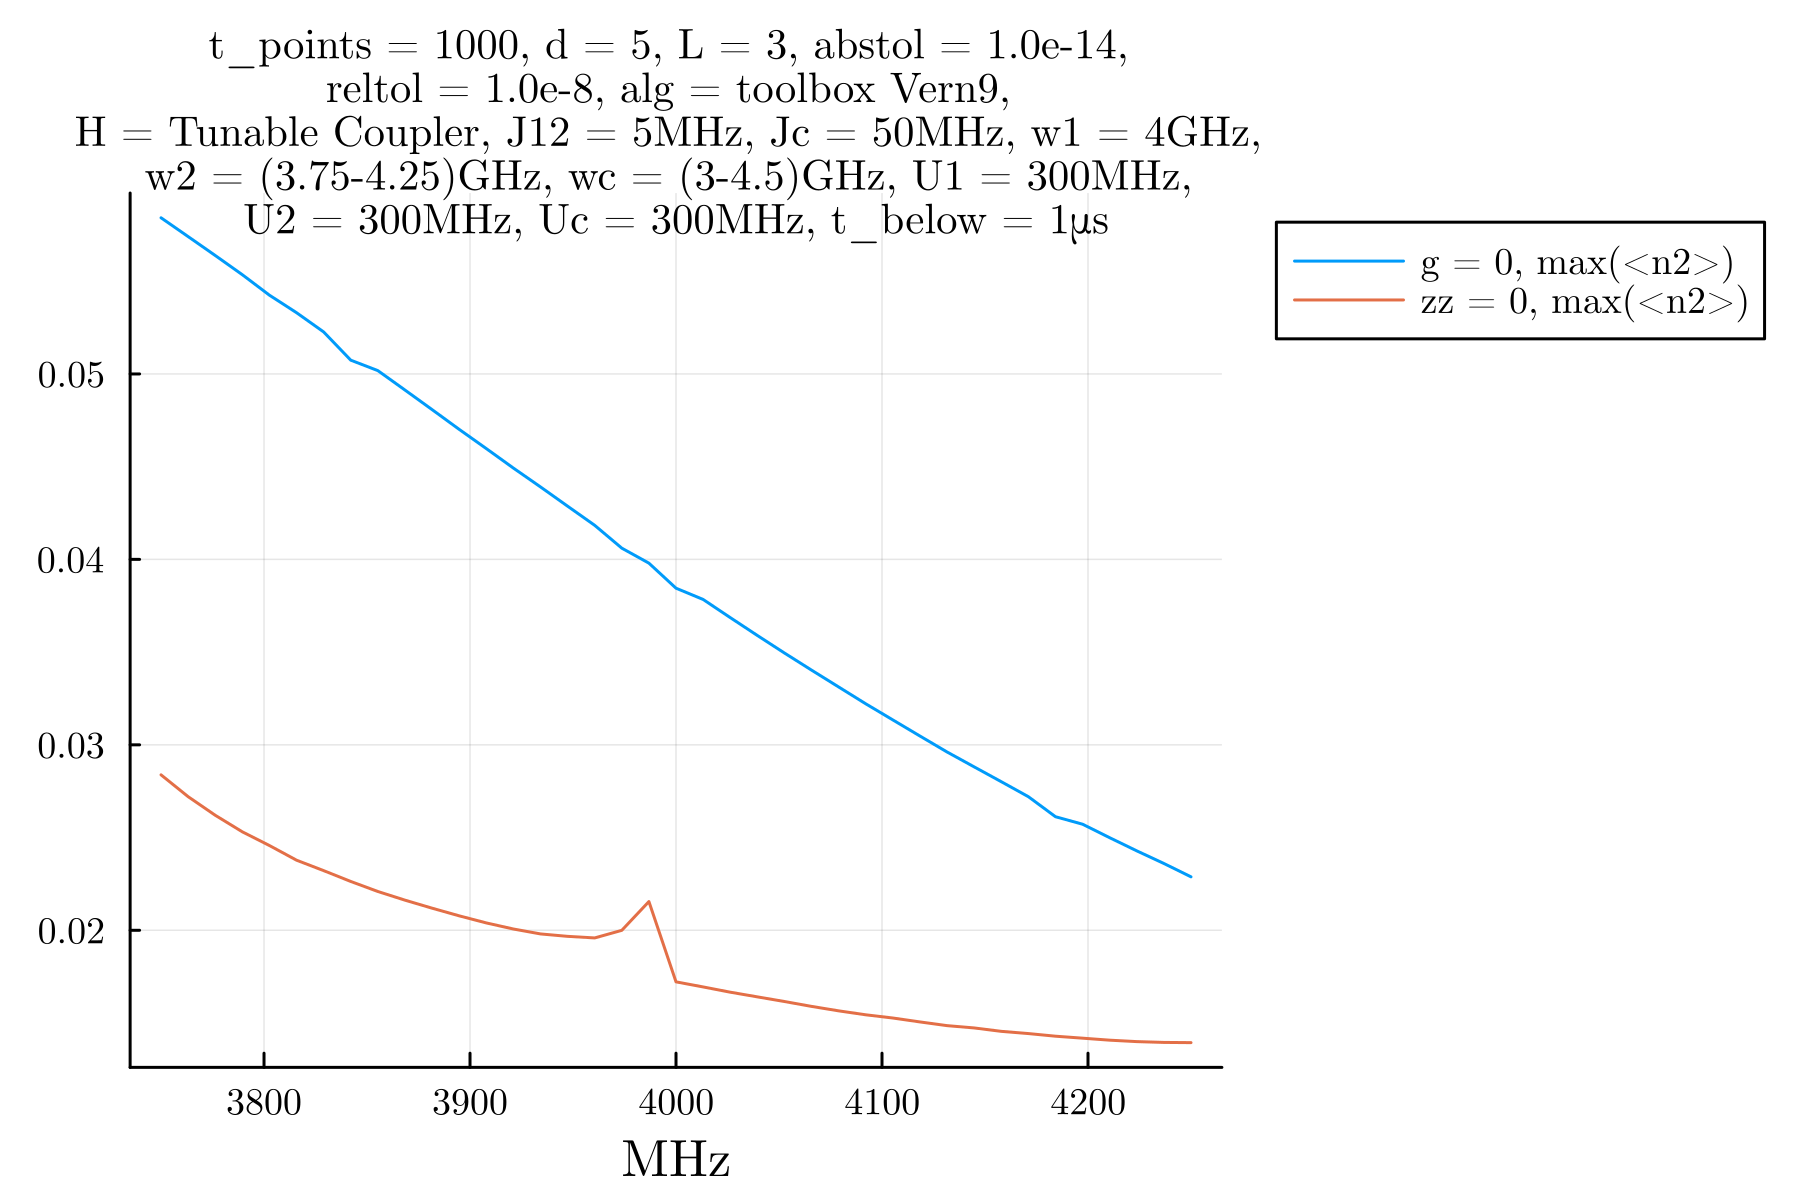 t_points = 1000, d = 5, L = 3, abstol = 1.0e-14,
reltol = 1.0e-8, alg = toolbox Vern9,
H = Tunable Coupler, J12 = 5MHz, Jc = 50MHz, w1 = 4GHz,
w2 = (3.75-4.25)GHz, wc = (3-4.5)GHz, U1 = 300MHz,
U2 = 300MHz, Uc = 300MHz, t_below = 1μs
g = 0, max(<n2>)
zz = 0, max(<n2>)
0.05
0.04
0.03
0.02
3800 3900 4000 4100 4200
MHz